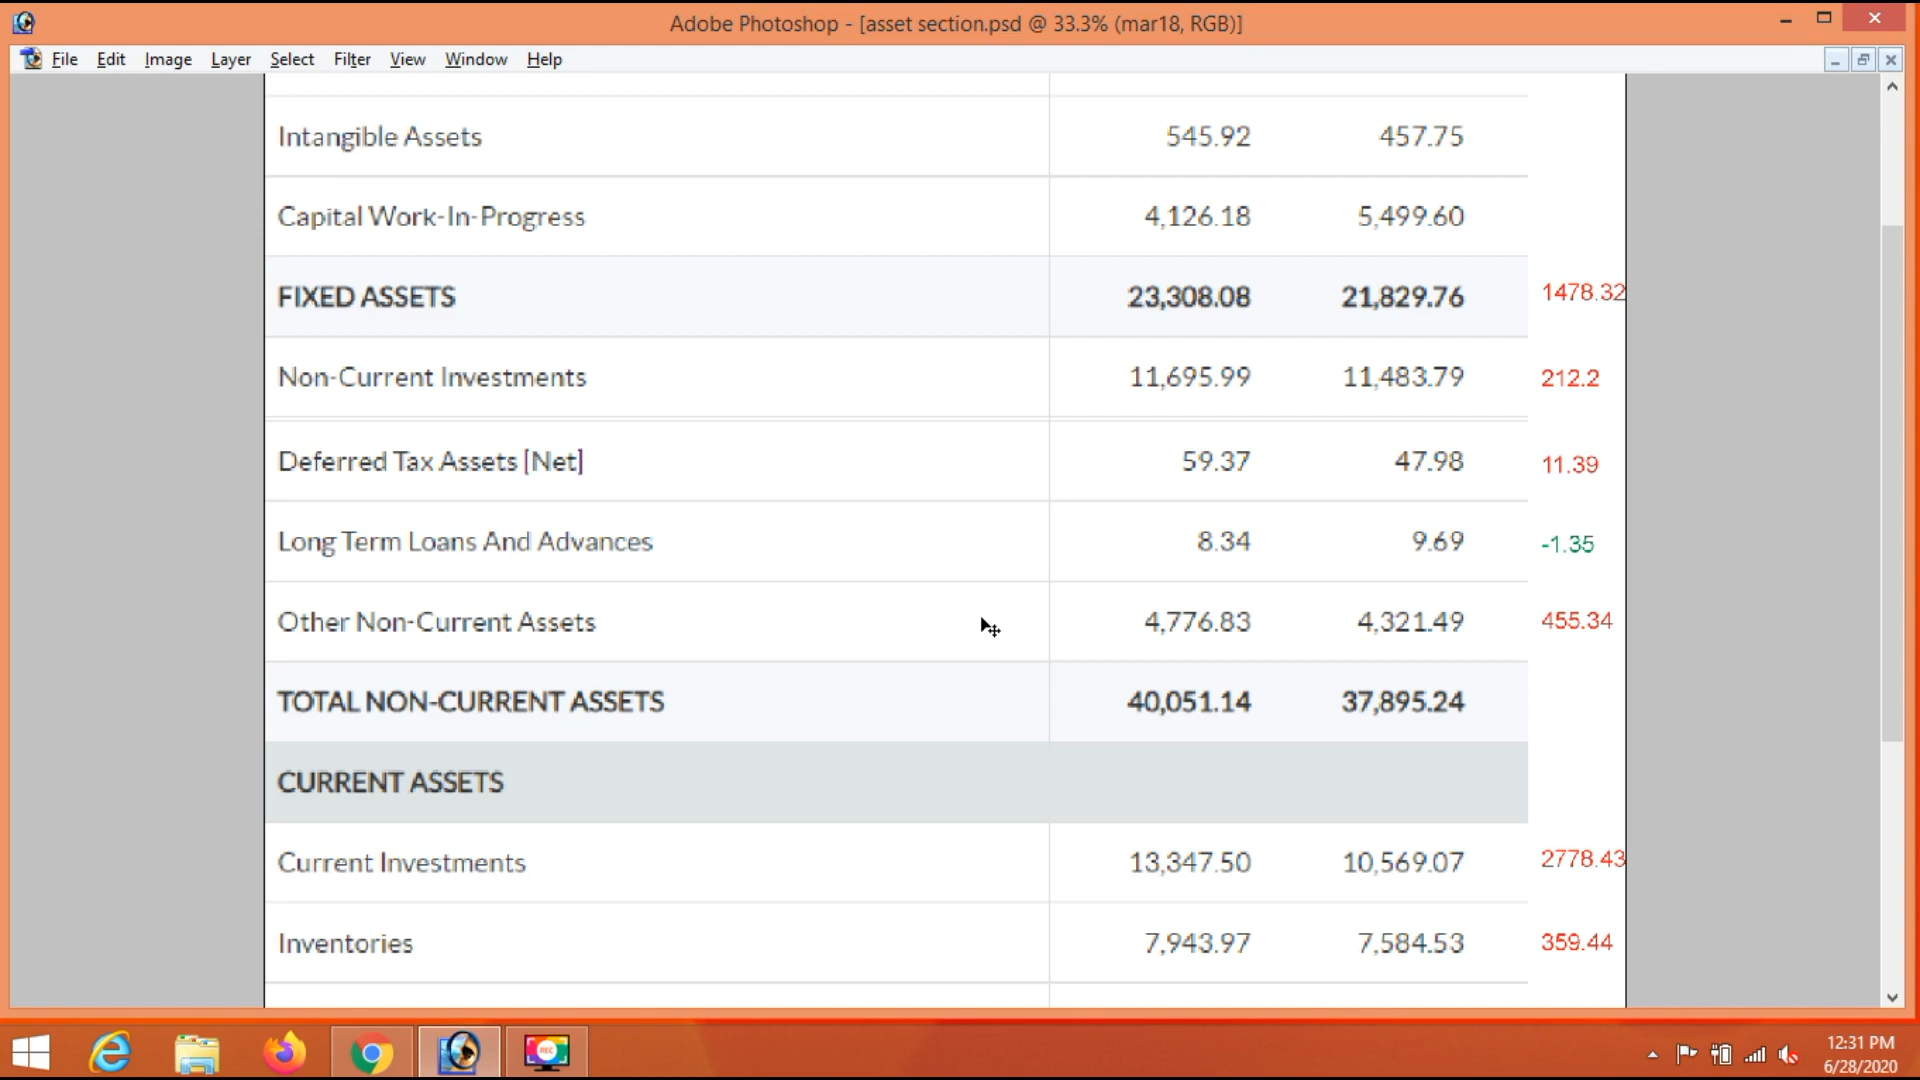 Adobe Photoshop - [asset section.psd @ 33.3% (mar18, RGB)]
File Edit Image Layer Select Filter View Window Help
Intangible Assets 545.92 457.75
Capital Work-In-Progress 4,126.18 5,499.60
FIXED ASSETS 23,308.08 21,829.76 1478.32
Non-Current Investments 11,695.99 11,483.79 212.2
Deferred Tax Assets [Net] 59.37 47.98 11.39
Long Term Loans And Advances 8.34 9.69 -1.35
Other Non-Current Assets 4,776.83 4,321.49 455.34
TOTAL NON-CURRENT ASSETS 40,051.14 37,895.24
CURRENT ASSETS
Current Investments 13,347.50 10,569.07 2778.43
Inventories 7,943.97 7,584.53 359.44
REC
12:31 PM
6/28/2020